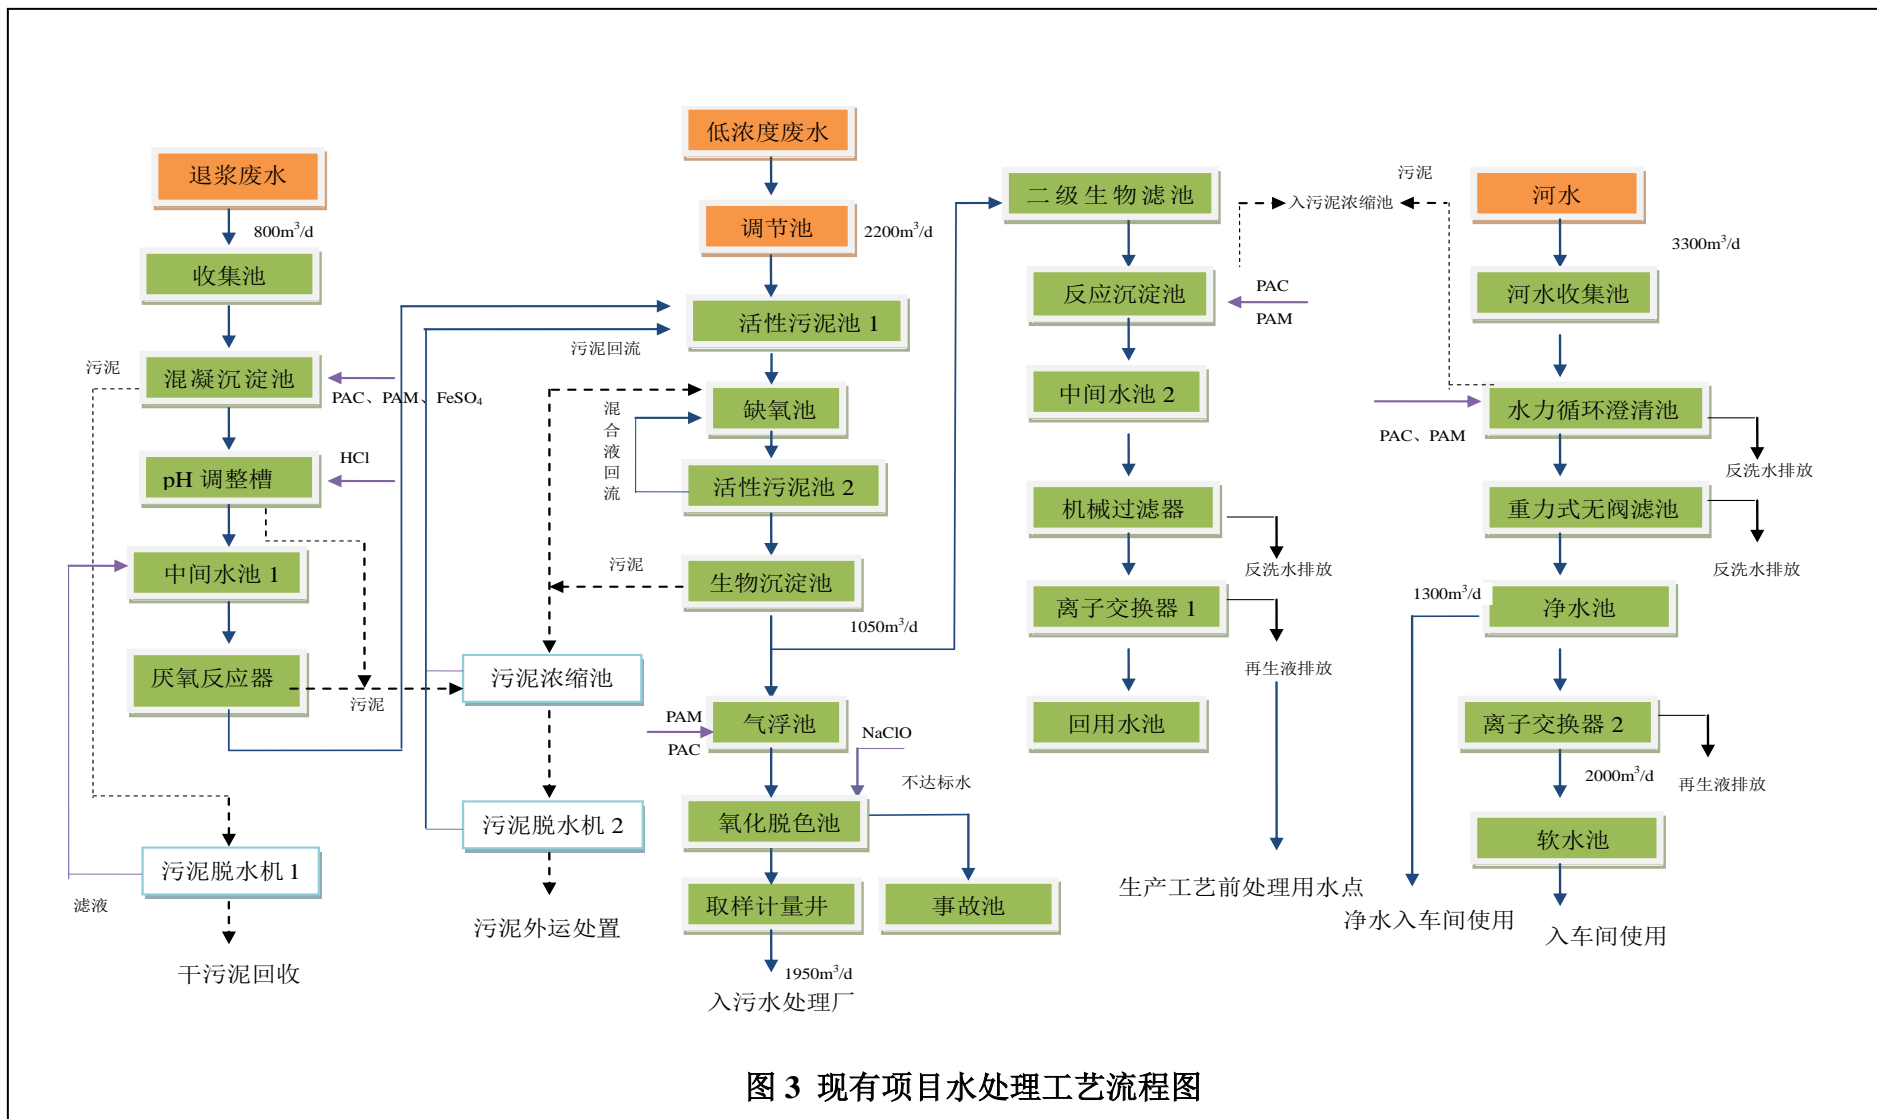 退浆废水
800m³/d
收集池
污泥
混凝沉淀池
PAC、PAM、FeSO₄
pH 调整槽
HCl
中间水池 1
厌氧反应器
污泥
污泥脱水机 1
滤液
干污泥回收
低浓度废水
调节池
2200m³/d
活性污泥池 1
污泥回流
缺氧池
混合液回流
活性污泥池 2
污泥
生物沉淀池
1050m³/d
污泥浓缩池
PAM
PAC
气浮池
NaClO
不达标水
污泥脱水机 2
氧化脱色池
污泥外运处置
取样计量井
事故池
1950m³/d
入污水处理厂
二级生物滤池
入污泥浓缩池
污泥
反应沉淀池
PAC
PAM
中间水池 2
机械过滤器
反洗水排放
离子交换器 1
再生液排放
回用水池
生产工艺前处理用水点
河水
3300m³/d
河水收集池
水力循环澄清池
PAC、PAM
反洗水排放
重力式无阀滤池
反洗水排放
1300m³/d
净水池
离子交换器 2
2000m³/d
再生液排放
软水池
净水入车间使用
入车间使用
图 3 现有项目水处理工艺流程图